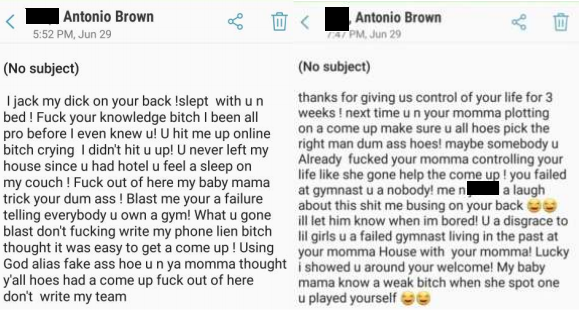 , Antonio Brown
5:52 PM, Jun 29
(No subject)
I jack my dick on your back !slept with u n
bed ! Fuck your knowledge bitch I been all
pro before I even knew u! U hit me up online
bitch crying I didn't hit u up! U never left my
house since u had hotel u feel a sleep on
my couch ! Fuck out of here my baby mama
trick your dum ass ! Blast me your a failure
telling everybody u own a gym! What u gone
blast don't fucking write my phone lien bitch
thought it was easy to get a come up ! Using
God alias fake ass hoe u n ya momma thought
y'all hoes had a come up fuck out of here
don't write my team
, Antonio Brown
7:47 PM, Jun 29
(No subject)
thanks for giving us control of your life for 3
weeks ! next time u n your momma plotting
on a come up make sure u all hoes pick the
right man dum ass hoes! maybe somebody u
Already fucked your momma controlling your
life like she gone help the come up ! you failed
at gymnast u a nobody! me n a laugh
about this shit me busing on your back 😂😂
ill let him know when im bored! U a disgrace to
lil girls u a failed gymnast living in the past at
your momma House with your momma! Lucky
i showed u around your welcome! My baby
mama know a weak bitch when she spot one
u played yourself 😂😂